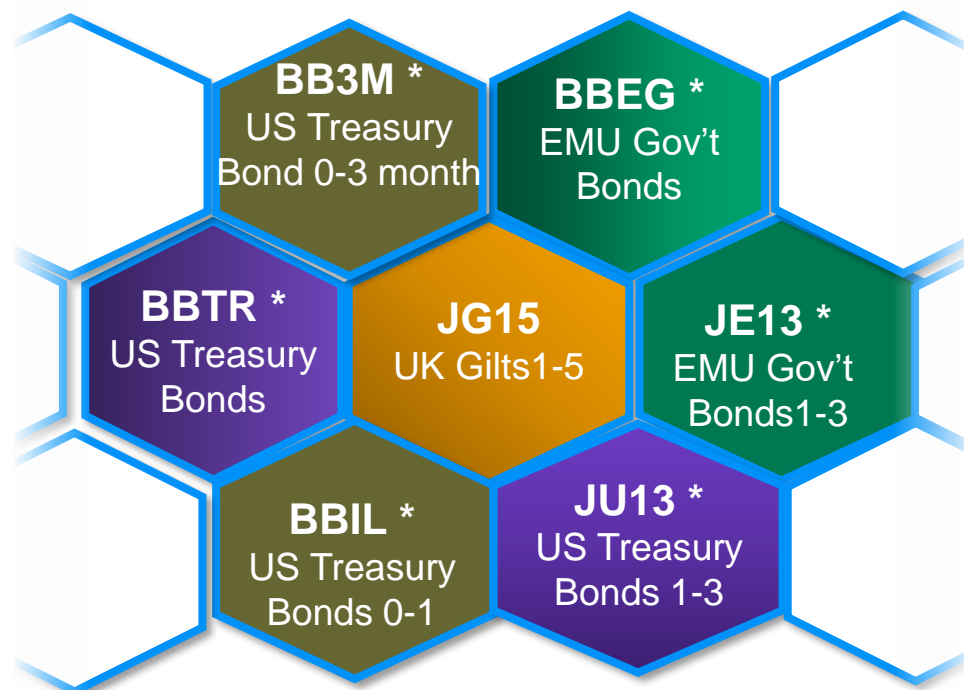 BB3M *
US Treasury
Bond 0-3 month
BBEG *
EMU Gov't
Bonds
BBTR *
US Treasury
Bonds
JG15
UK Gilts1-5
JE13 *
EMU Gov't
Bonds1-3
BBIL *
US Treasury
Bonds 0-1
JU13 *
US Treasury
Bonds 1-3